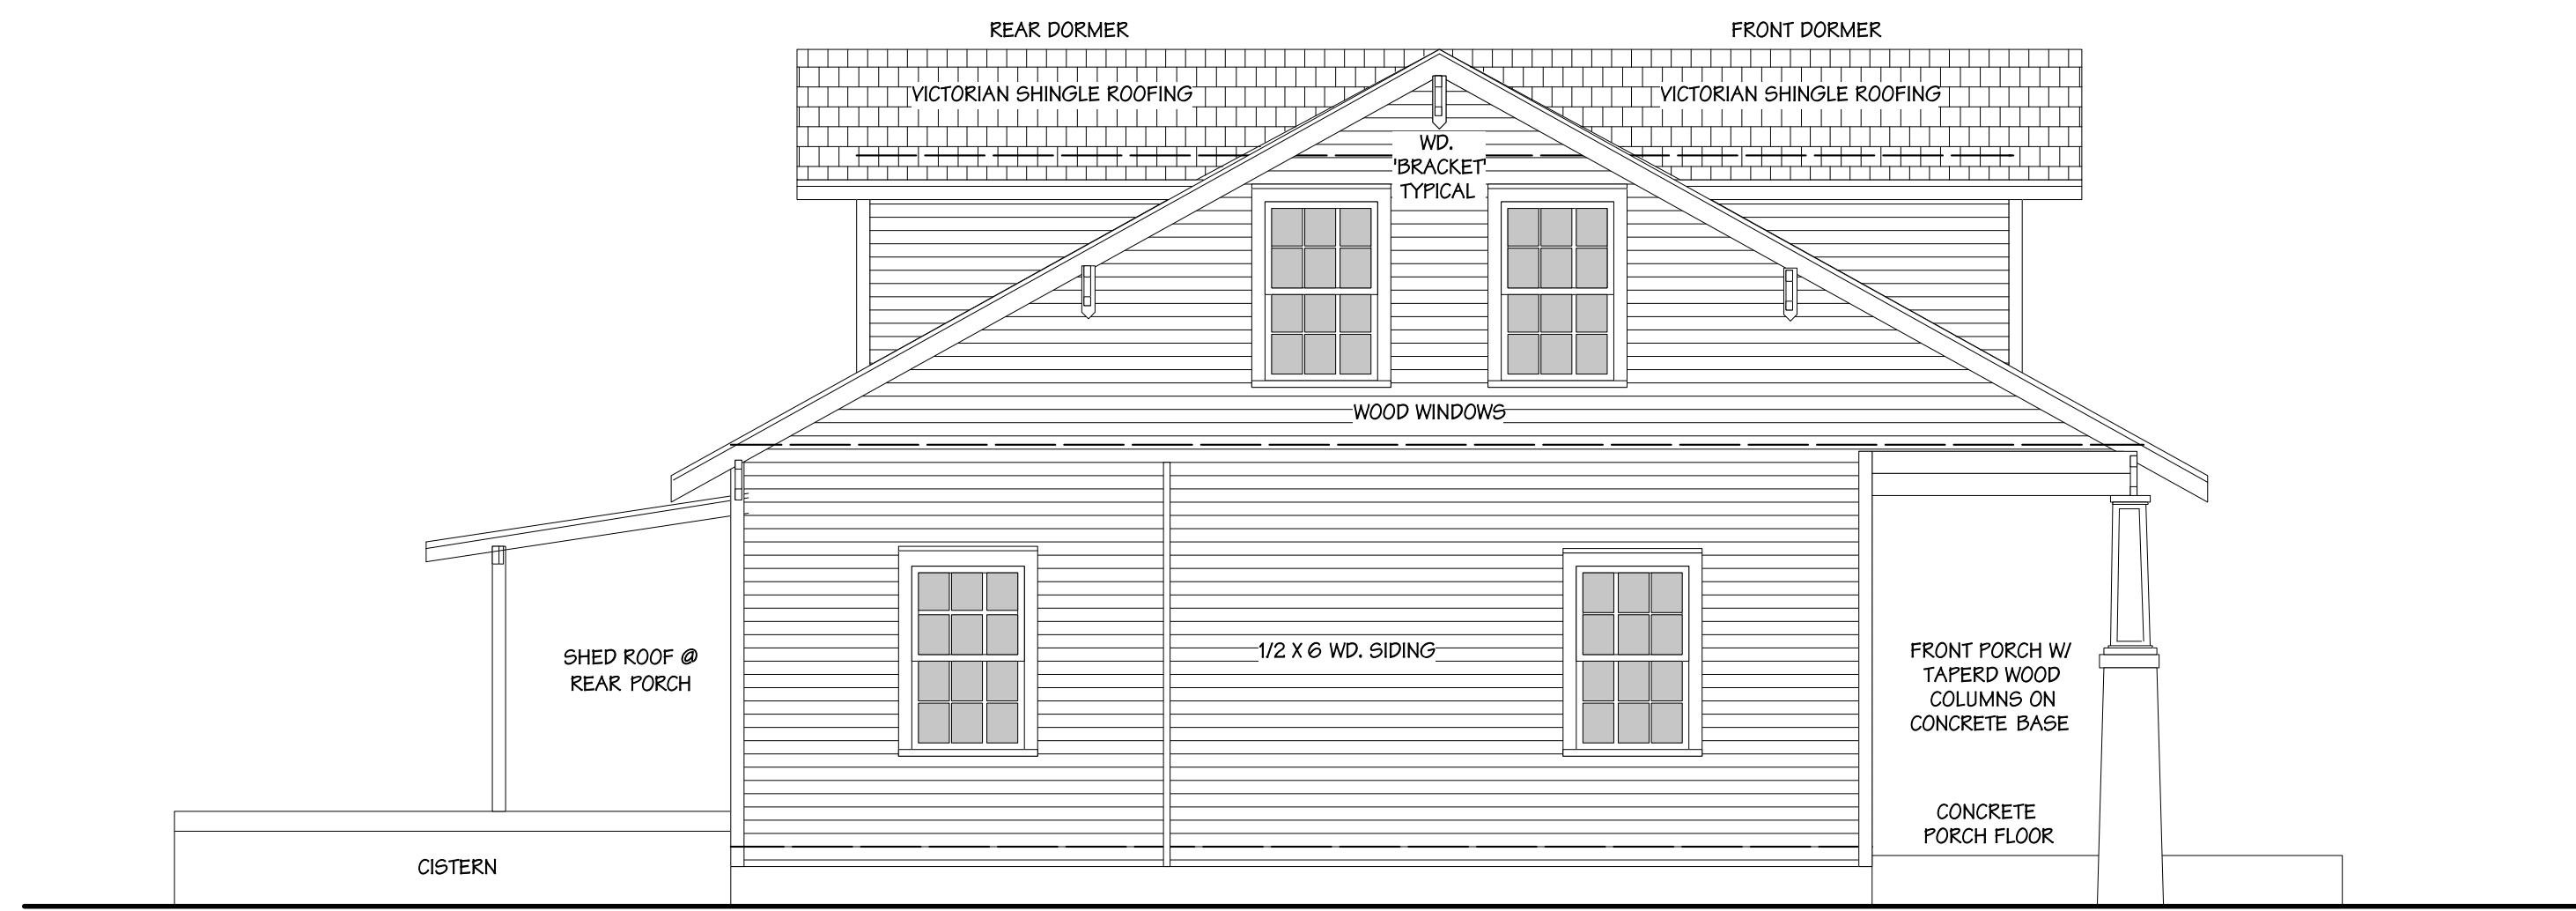 REAR DORMER
FRONT DORMER
VICTORIAN SHINGLE ROOFING
VICTORIAN SHINGLE ROOFING
WD.
'BRACKET'
TYPICAL
WOOD WINDOWS
1/2 X 6 WD. SIDING
SHED ROOF @
REAR PORCH
FRONT PORCH W/
TAPERD WOOD
COLUMNS ON
CONCRETE BASE
CONCRETE
PORCH FLOOR
CISTERN